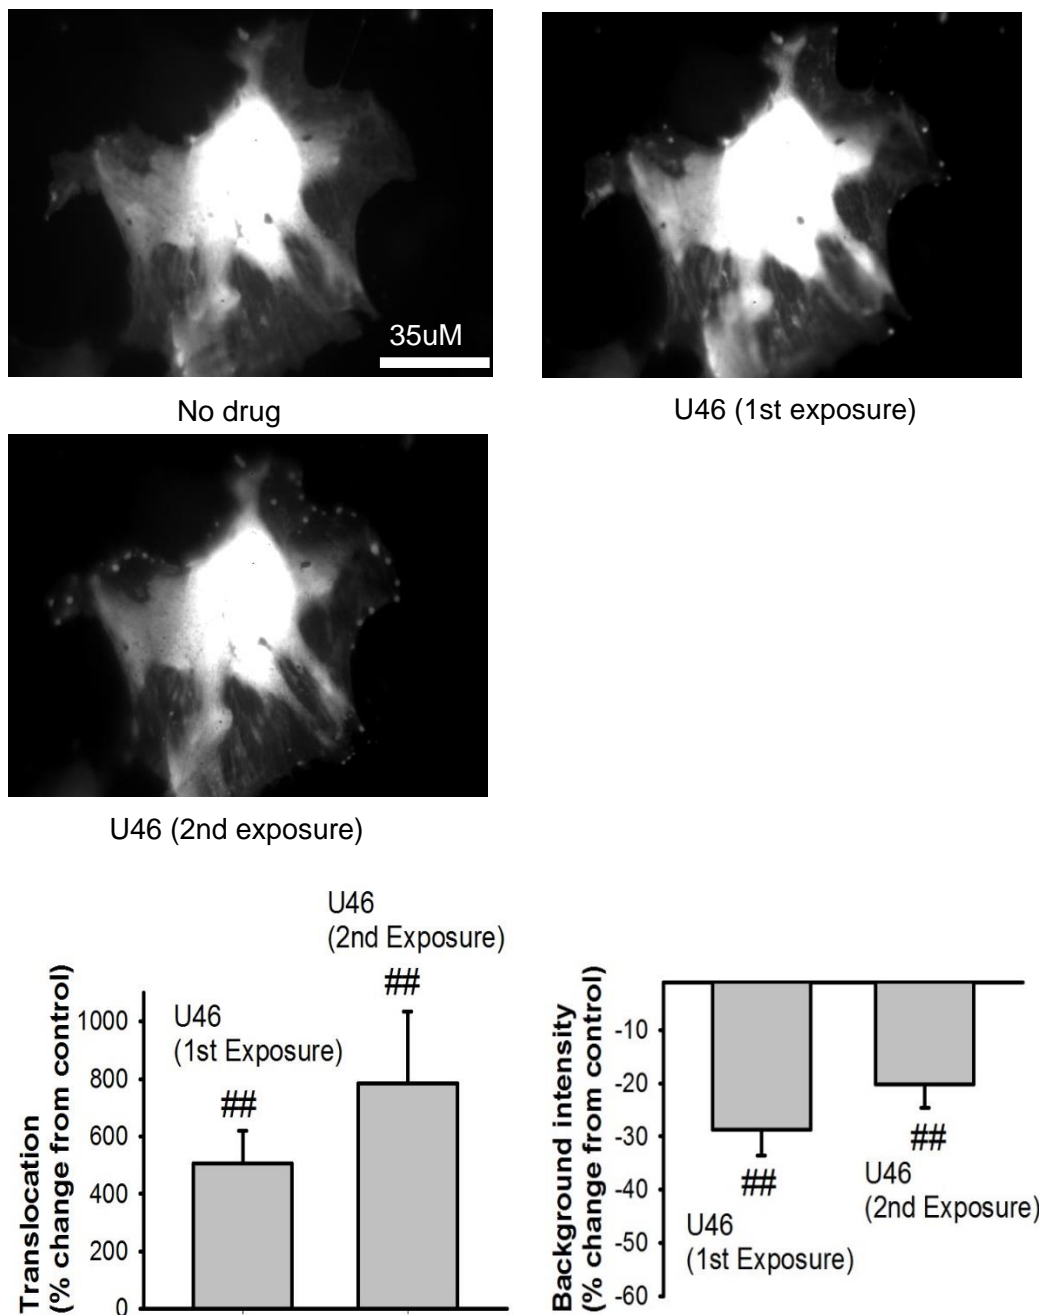 35uM
No drug
U46 (1st exposure)
U46 (2nd exposure)
Translocation
(% change from control)
1000
800
600
400
200
0
U46
(1st Exposure)
##
U46
(2nd Exposure)
##
Background intensity
(% change from control)
-10
-20
-30
-40
-50
-60
##
U46
(1st Exposure)
##
U46
(2nd Exposure)